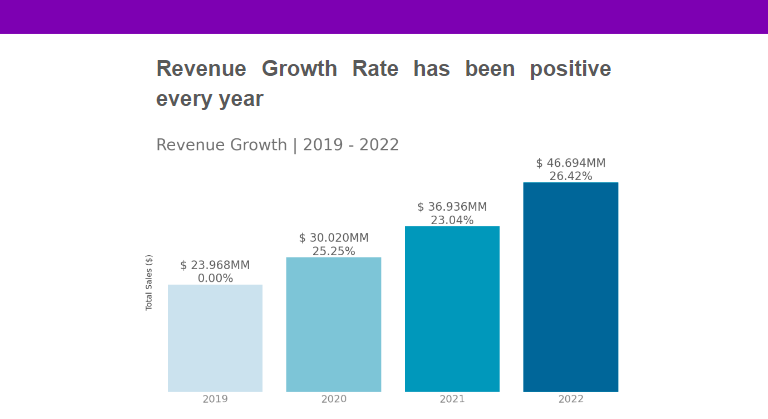 Revenue Growth Rate has been positive
every year
Revenue Growth | 2019 - 2022
$ 46.694MM
26.42%
$ 36.936MM
23.04%
$ 30.020MM
25.25%
$ 23.968MM
0.00%
Total Sales ($)
2019 2020 2021 2022